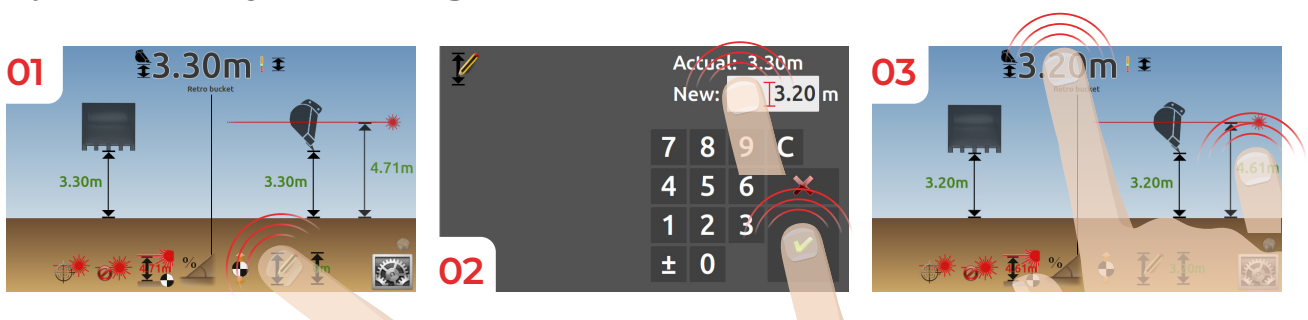 01
3.30m
Retro bucket
3.30m
3.30m
4.71m
4.71m
%
02
Actual: 3.30m
New: 3.20 m
7 8 9 C
4 5 6
1 2 3
± 0
03
3.20m
Retro bucket
3.20m
3.20m
4.61m
4.61m
%